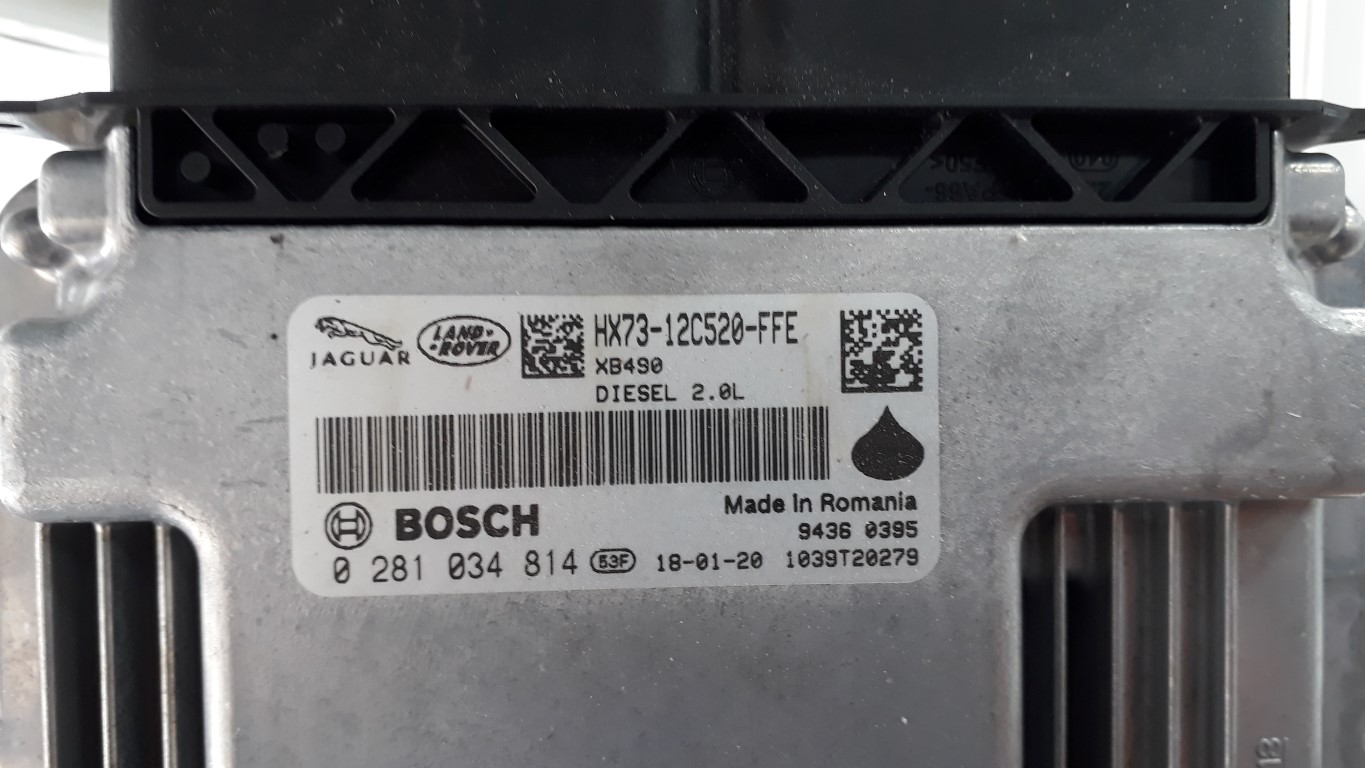 JAGUAR
LAND-
ROVER
HX73-12C520-FFE
XB490
DIESEL 2.0L
Made in Romania
BOSCH
9436 0395
0 281 034 814 53F 18-01-20 1039T20279